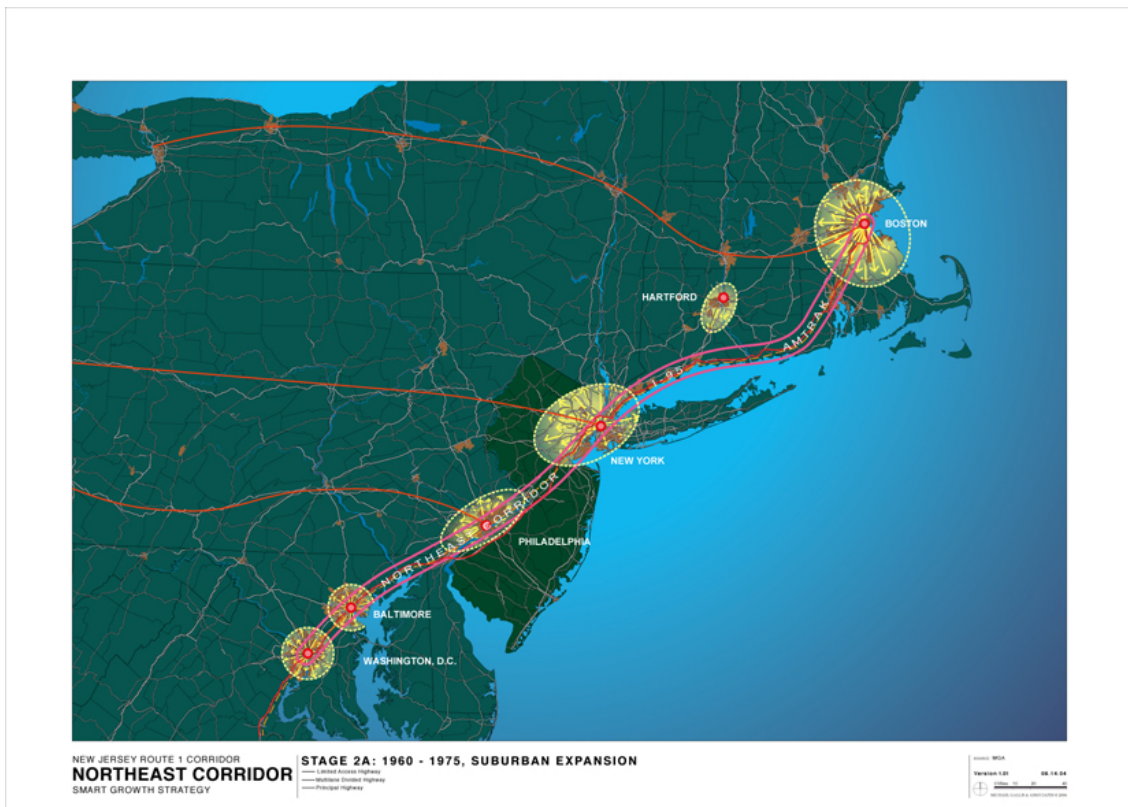 BOSTON
HARTFORD
I-95
AMTRAK
NEW YORK
NORTHEAST CORRIDOR
PHILADELPHIA
BALTIMORE
WASHINGTON, D.C.
NEW JERSEY ROUTE 1 CORRIDOR
NORTHEAST CORRIDOR
SMART GROWTH STRATEGY
STAGE 2A: 1960 - 1975, SUBURBAN EXPANSION
Limited Access Highway
Multilane Divided Highway
Principal Highway
MGA
Version 1.01